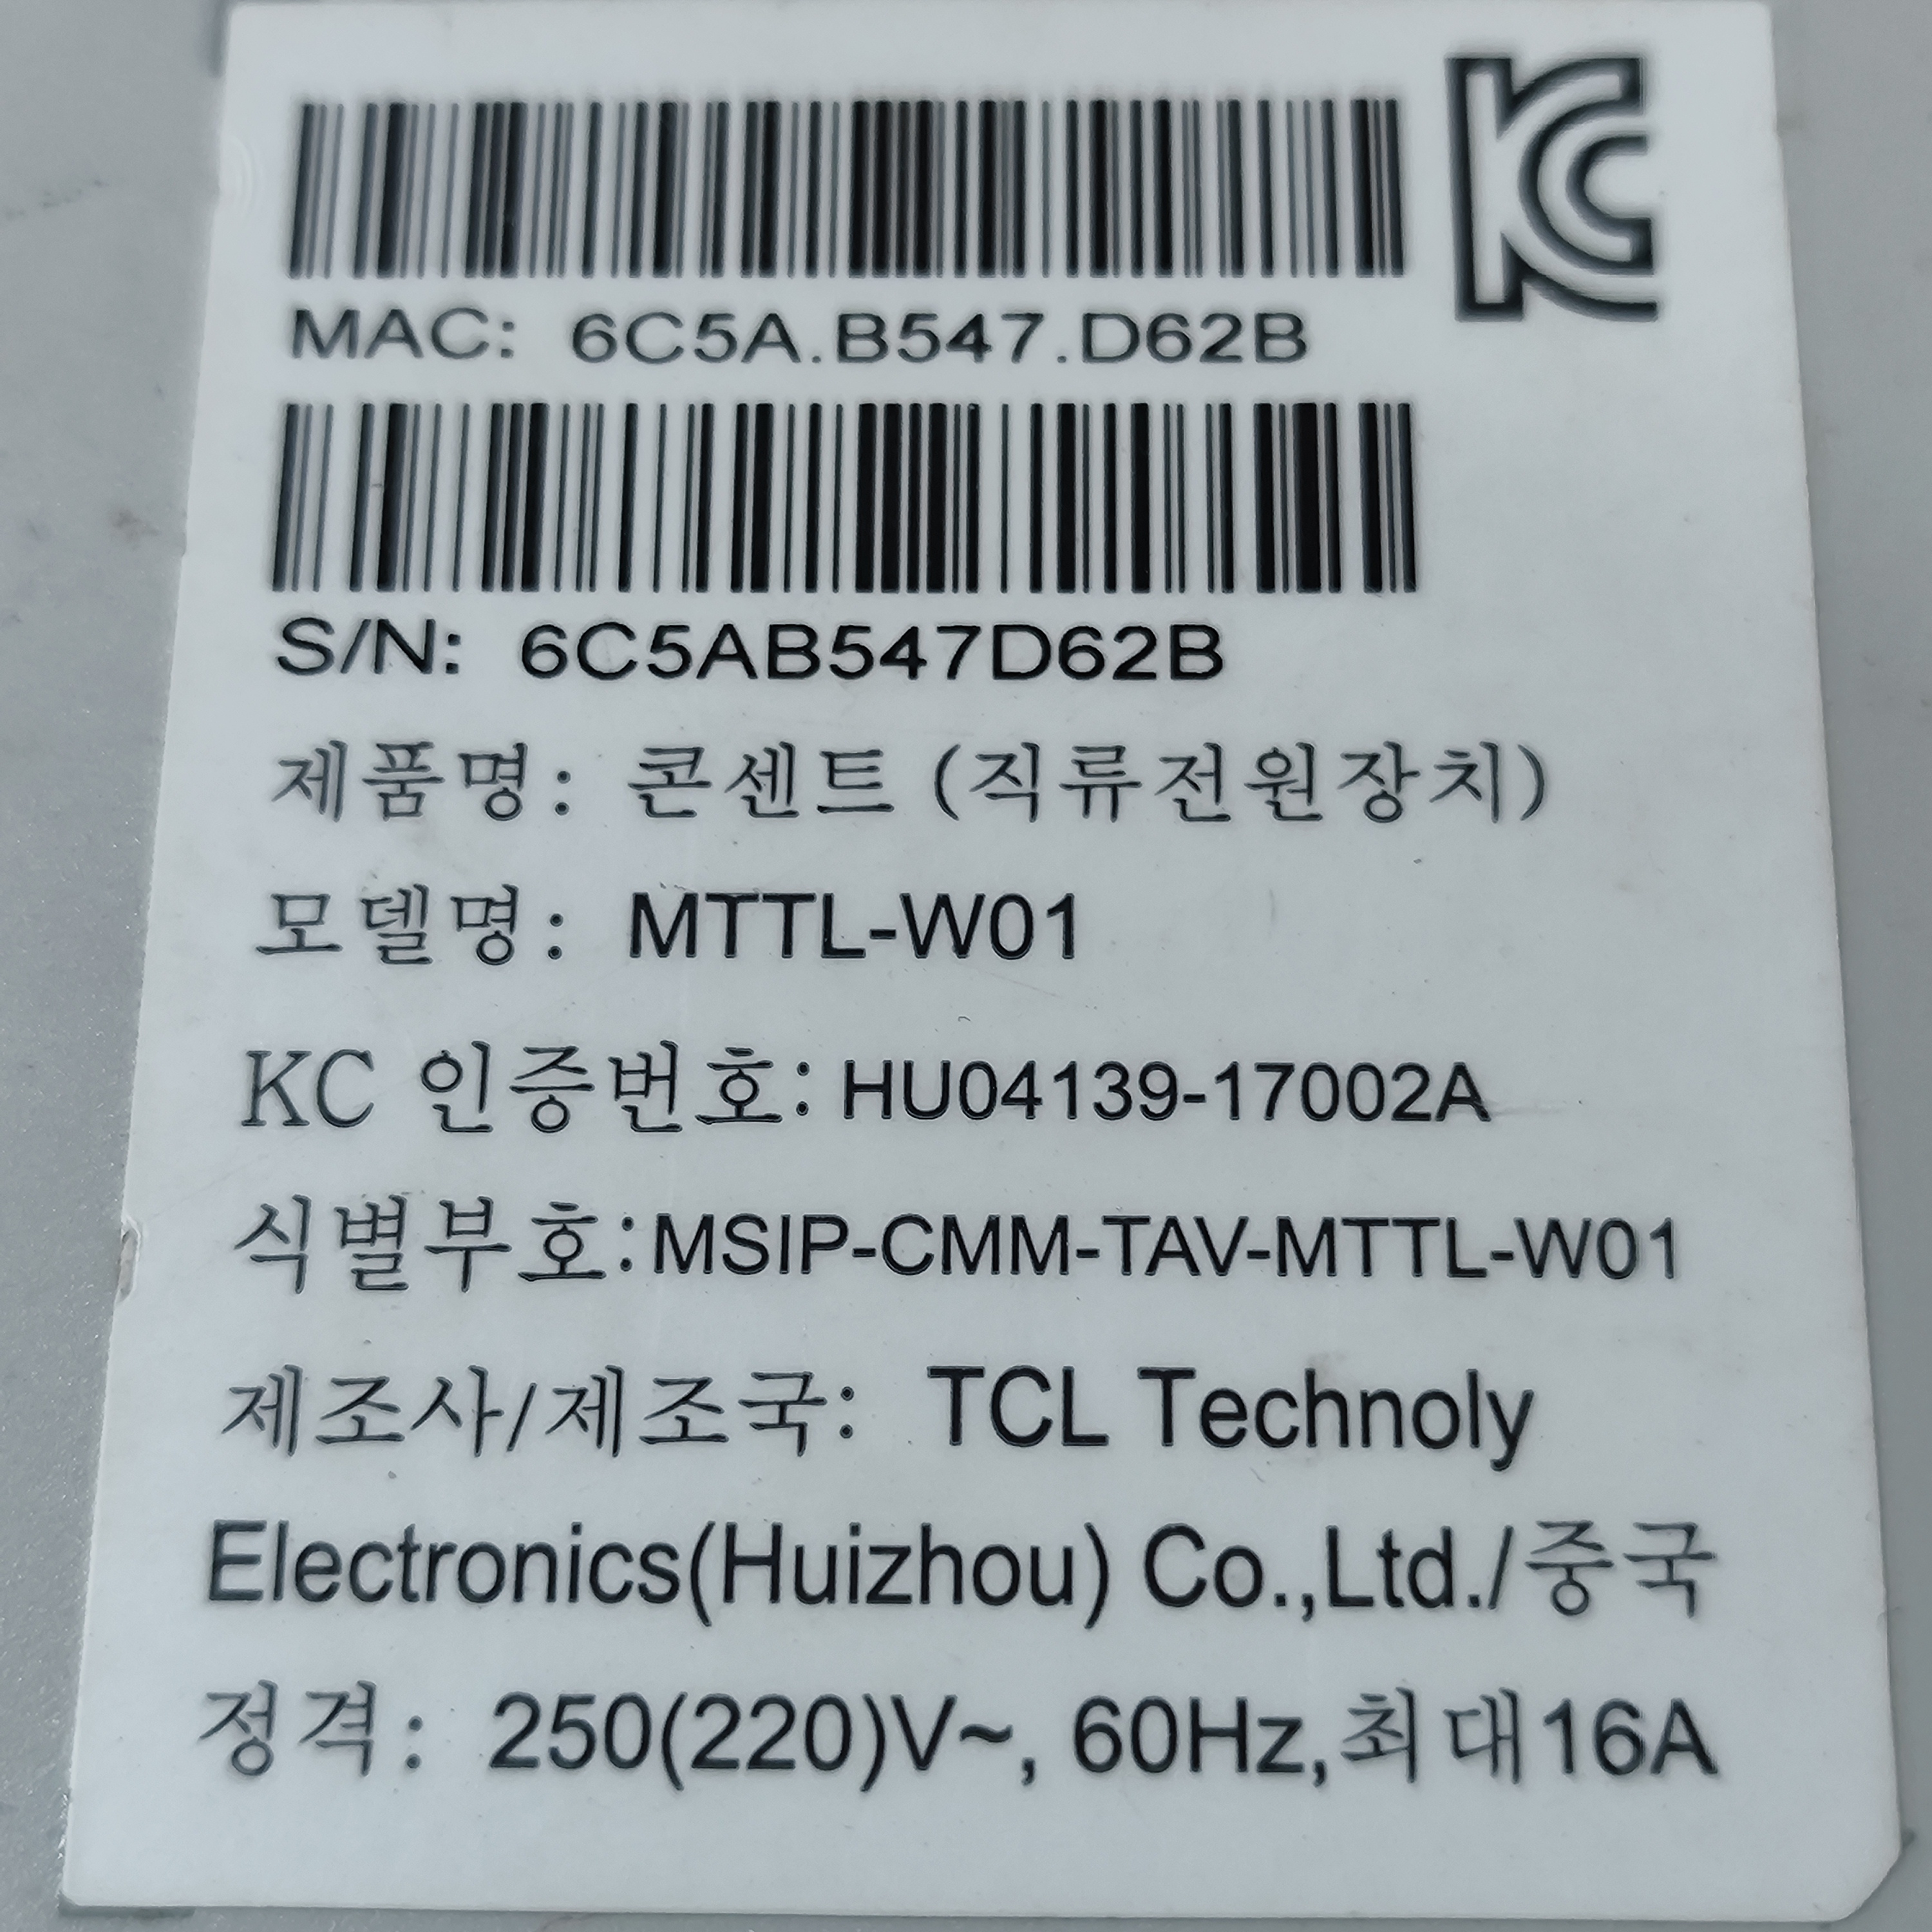 KC
MAC: 6C5A.B547.D62B
S/N: 6C5AB547D62B
제품명: 콘센트 (직류전원장치)
모델명: MTTL-W01
KC 인증번호: HU04139-17002A
식별부호:MSIP-CMM-TAV-MTTL-W01
제조사/제조국: TCL Technoly
Electronics(Huizhou) Co.,Ltd./중국
정격: 250(220)V~, 60Hz,최대16A